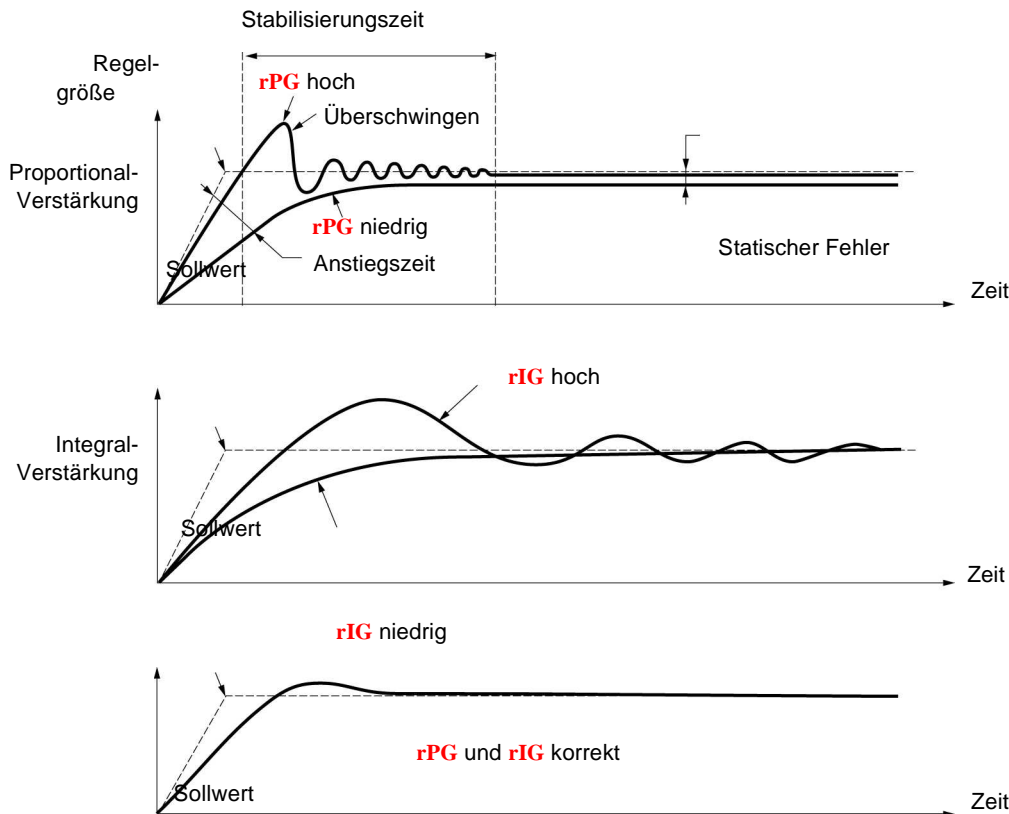 Stabilisierungszeit
Regel-
größe
rPG hoch
Überschwingen
Proportional-
Verstärkung
rPG niedrig
Statischer Fehler
Anstiegszeit
Sollwert
Zeit
rIG hoch
Integral-
Verstärkung
Sollwert
Zeit
rIG niedrig
rPG und rIG korrekt
Sollwert
Zeit